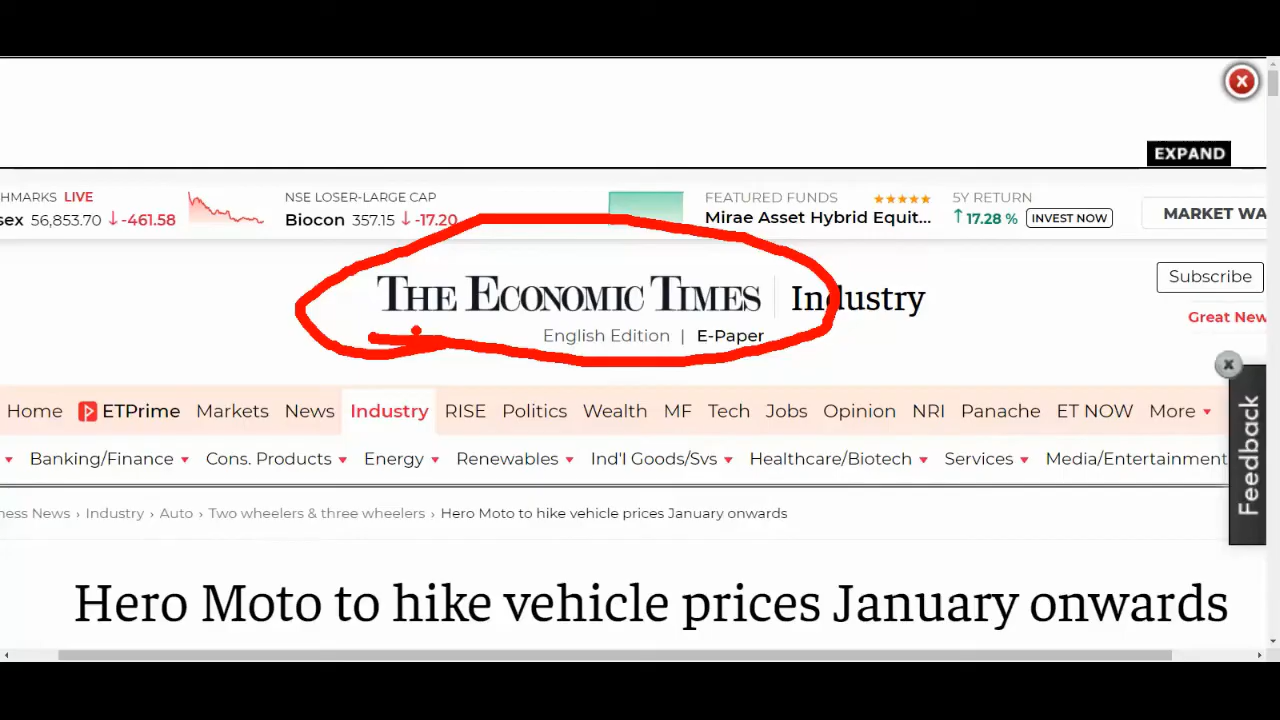 EXPAND
HMARKS LIVE
NSE LOSER-LARGE CAP
FEATURED FUNDS
5Y RETURN
sex 56,853.70 ↓ -461.58
Biocon 357.15 ↓ -17.20
Mirae Asset Hybrid Equit...
↑ 17.28 % INVEST NOW
MARKET WA
THE ECONOMIC TIMES | Industry
English Edition | E-Paper
Subscribe
Great New
Home ETPrime Markets News Industry RISE Politics Wealth MF Tech Jobs Opinion NRI Panache ET NOW More
Banking/Finance Cons. Products Energy Renewables Ind'l Goods/Svs Healthcare/Biotech Services Media/Entertainment
Feedback
ness News › Industry › Auto › Two wheelers & three wheelers › Hero Moto to hike vehicle prices January onwards
Hero Moto to hike vehicle prices January onwards